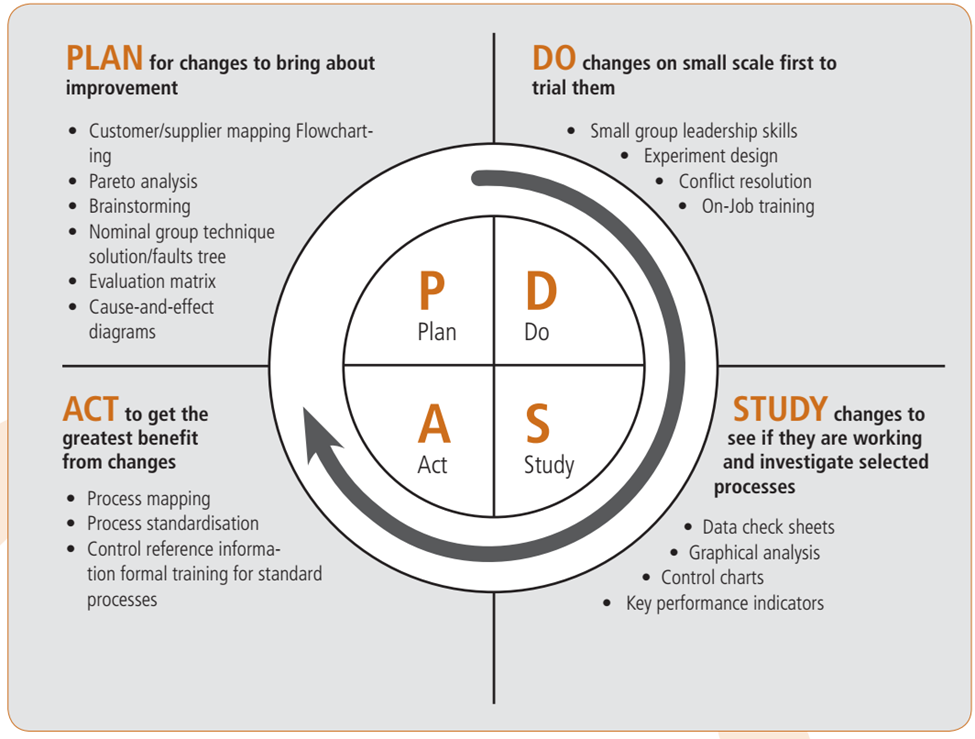 PLAN for changes to bring about
improvement
• Customer/supplier mapping Flowchart-
ing
• Pareto analysis
• Brainstorming
• Nominal group technique
solution/faults tree
• Evaluation matrix
• Cause-and-effect
diagrams
DO changes on small scale first to
trial them
• Small group leadership skills
• Experiment design
• Conflict resolution
• On-Job training
P
Plan
D
Do
A
Act
S
Study
ACT to get the
greatest benefit
from changes
• Process mapping
• Process standardisation
• Control reference informa-
tion formal training for standard
processes
STUDY changes to
see if they are working
and investigate selected
processes
• Data check sheets
• Graphical analysis
• Control charts
• Key performance indicators